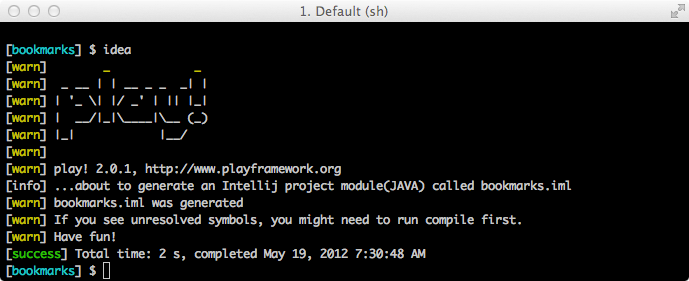 1. Default (sh)
[bookmarks] $ idea
[warn]        _            _
[warn]  _ __ | | __ _ _  _| |
[warn] | '_ \| |/ _' | || |_|
[warn] |  __/|_|\____|\__ (_)
[warn] |_|            |__/
[warn]
[warn] play! 2.0.1, http://www.playframework.org
[info] ...about to generate an Intellij project module(JAVA) called bookmarks.iml
[warn] bookmarks.iml was generated
[warn] If you see unresolved symbols, you might need to run compile first.
[warn] Have fun!
[success] Total time: 2 s, completed May 19, 2012 7:30:48 AM
[bookmarks] $